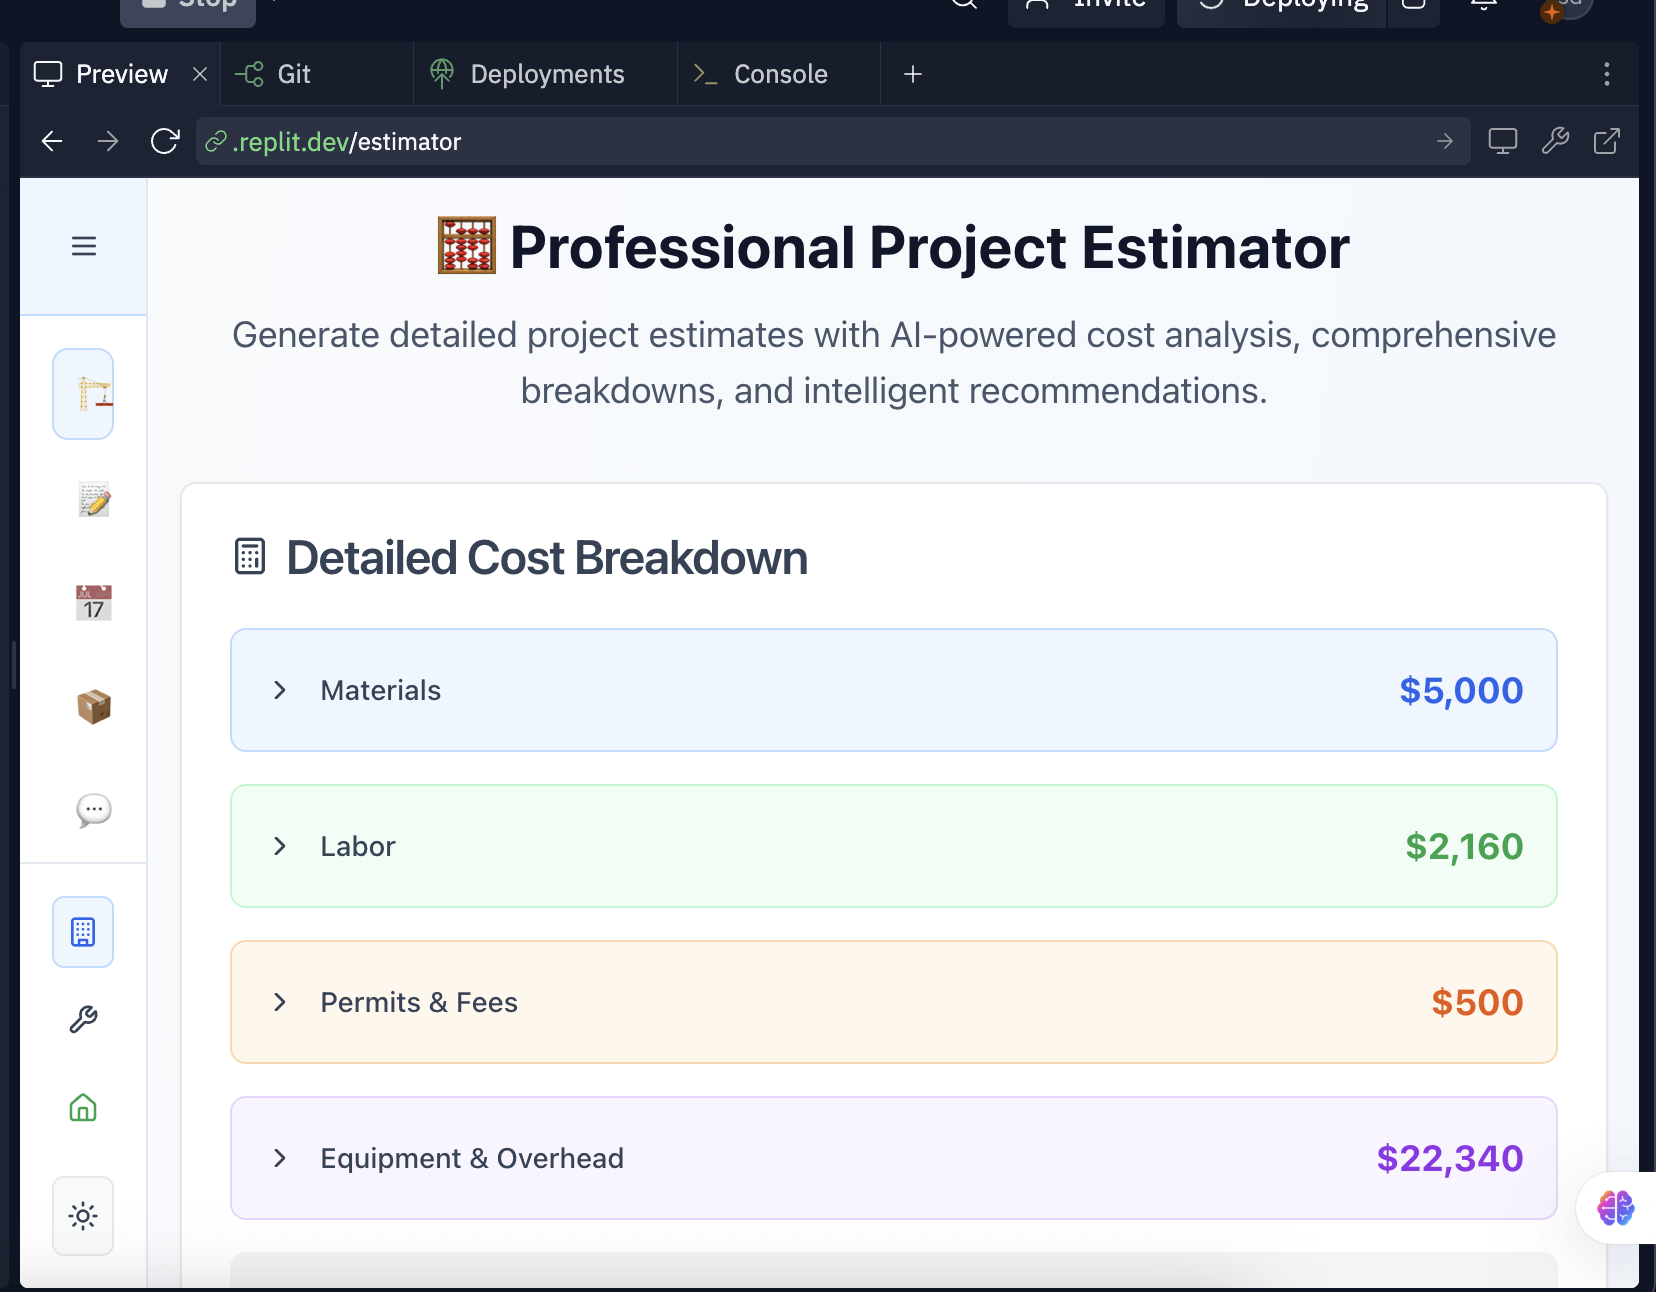 Stop
Invite
Deploying
Preview
Git
Deployments
Console
.replit.dev/estimator
Professional Project Estimator
Generate detailed project estimates with AI-powered cost analysis, comprehensive
breakdowns, and intelligent recommendations.
JUL
17
Detailed Cost Breakdown
Materials
$5,000
Labor
$2,160
Permits & Fees
$500
Equipment & Overhead
$22,340